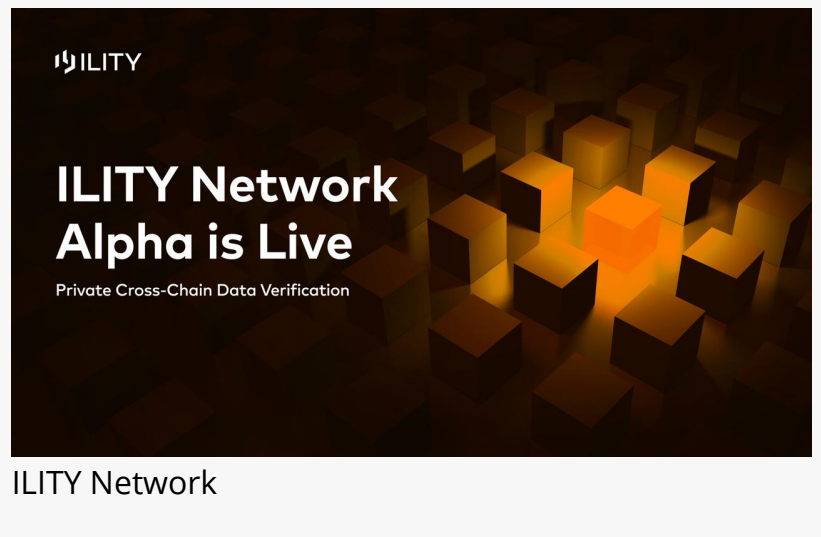 ILITY
ILITY Network
Alpha is Live
Private Cross-Chain Data Verification
ILITY Network